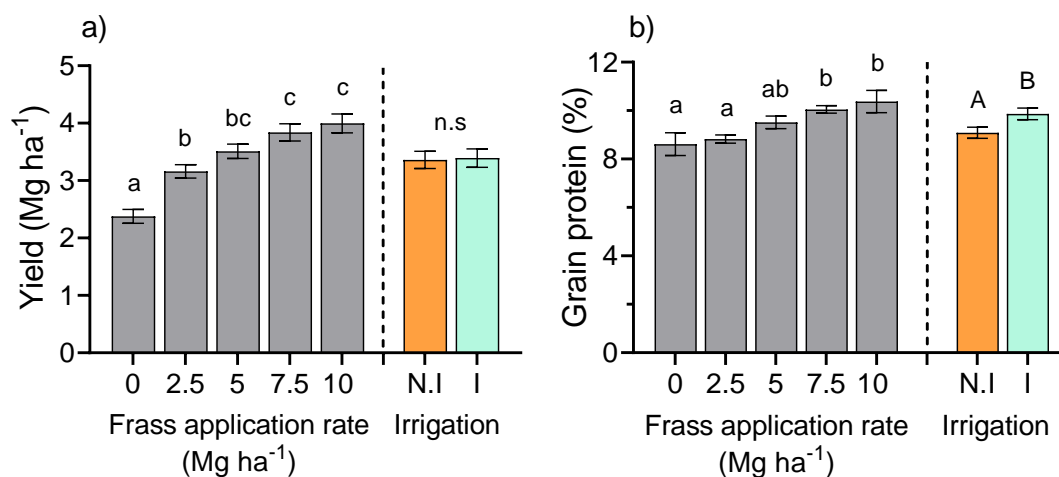 a)
Yield (Mg ha-1)
5
4
3
2
1
0
a
b
bc
c
c
n.s
0 2.5 5 7.5 10 N.I I
Frass application rate Irrigation
(Mg ha-1)
b)
Grain protein (%)
12
8
4
0
a
a
ab
b
b
A
B
0 2.5 5 7.5 10 N.I I
Frass application rate Irrigation
(Mg ha-1)